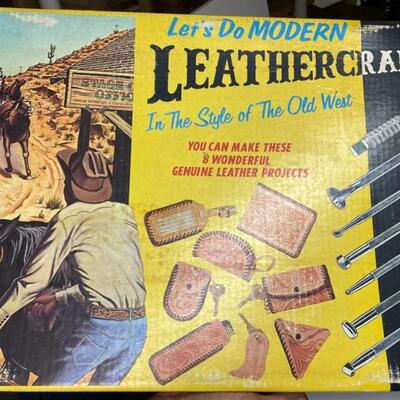 Let's Do MODERN
LEATHERCRA
In The Style of The Old West
YOU CAN MAKE THESE
8 WONDERFUL
GENUINE LEATHER PROJECTS